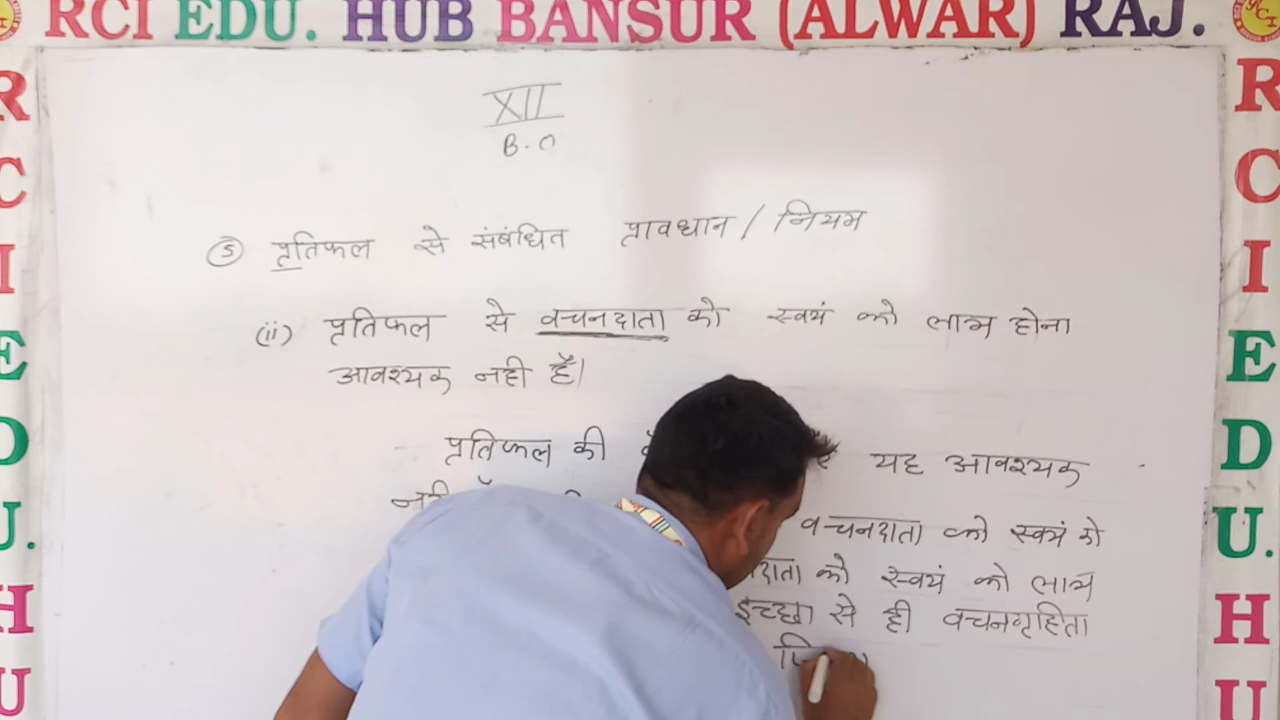 RCI EDU. HUB BANSUR (ALWAR) RAJ.
XII
B.O
5 प्रतिफल से संबंधित प्रावधान / नियम
(ii) प्रतिफल से वचनदाता को स्वयं को लाभ होना
आवश्यक नही है।
प्रतिफल की यह आवश्यक
नही
वचनदाता को स्वयं को
को स्वयं को लाभ
इच्छा से ही वचनगृहिता
R C I E D U. H U
R C I E D U. H U